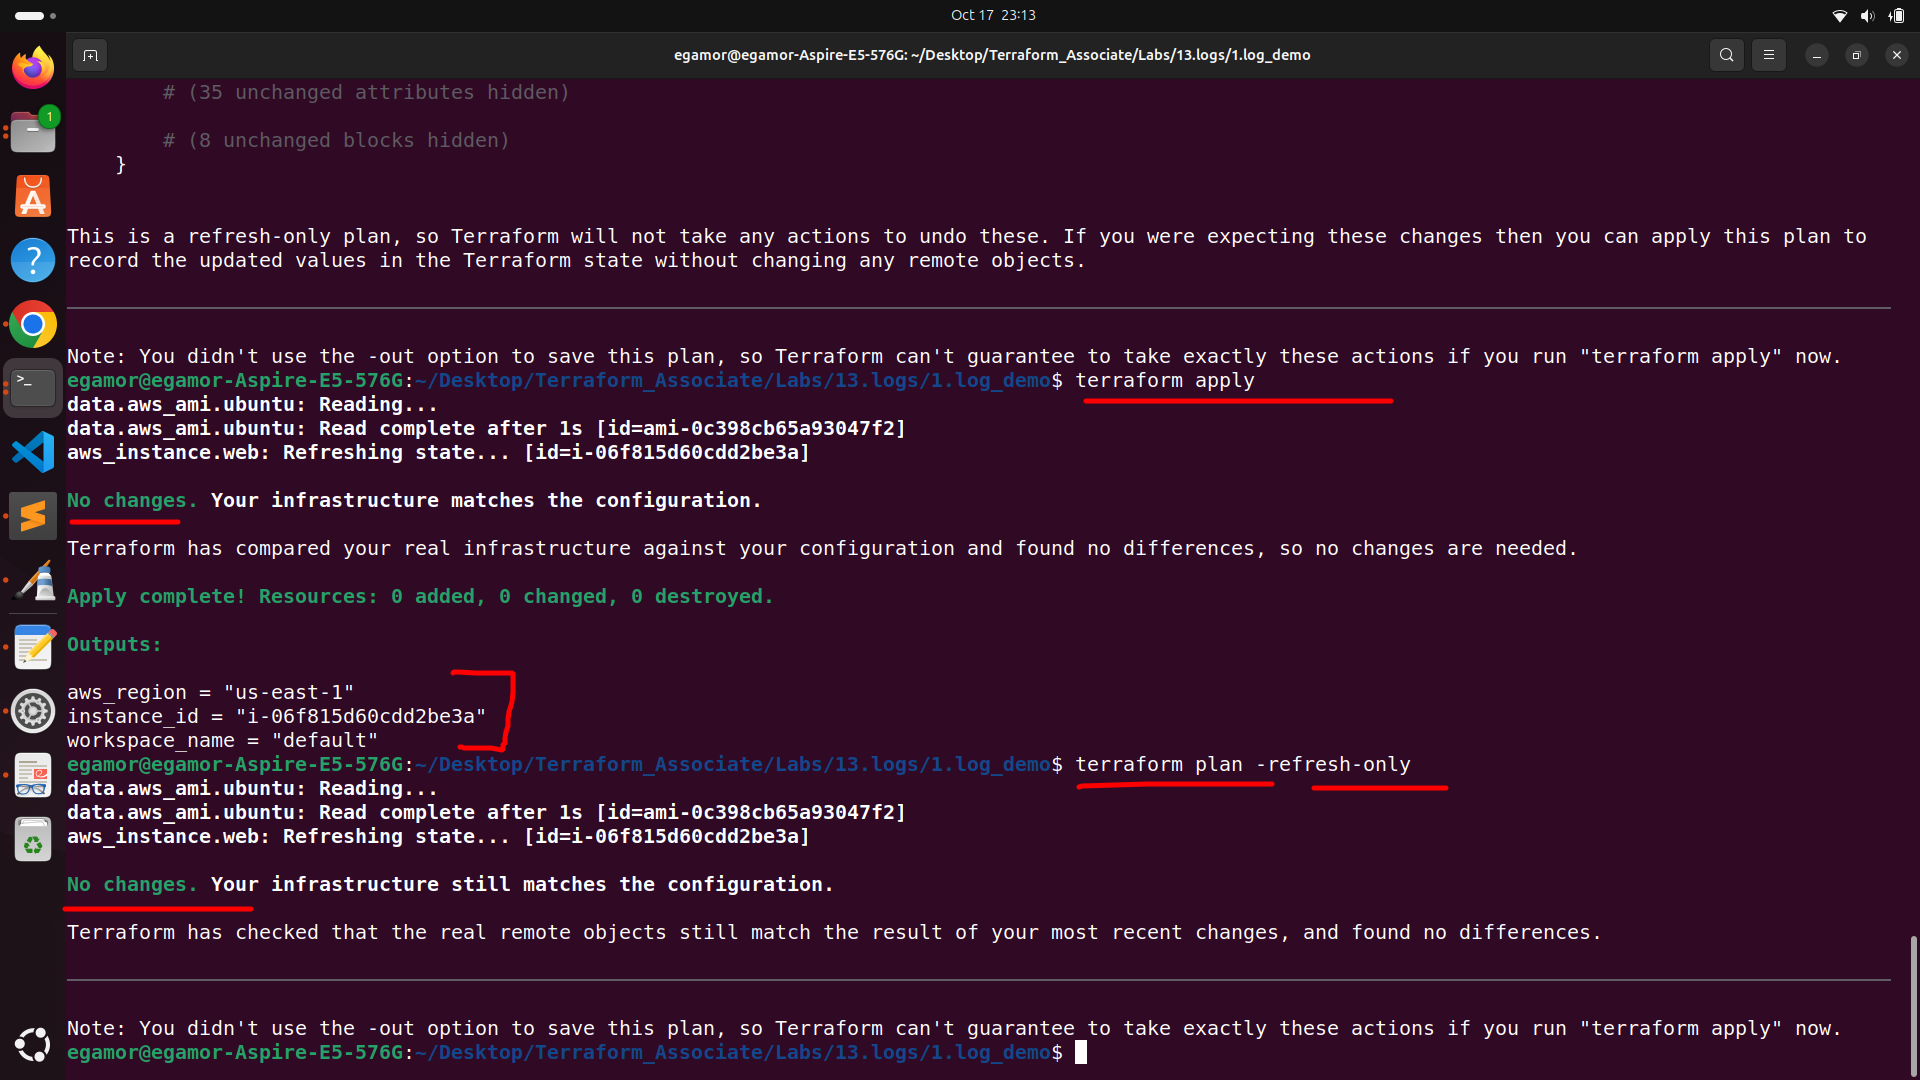 Oct 17 23:13
egamor@egamor-Aspire-E5-576G: ~/Desktop/Terraform_Associate/Labs/13.logs/1.log_demo
1
# (35 unchanged attributes hidden)
# (8 unchanged blocks hidden)
}
This is a refresh-only plan, so Terraform will not take any actions to undo these. If you were expecting these changes then you can apply this plan to
record the updated values in the Terraform state without changing any remote objects.
Note: You didn't use the -out option to save this plan, so Terraform can't guarantee to take exactly these actions if you run "terraform apply" now.
egamor@egamor-Aspire-E5-576G:~/Desktop/Terraform_Associate/Labs/13.logs/1.log_demo$ terraform apply
data.aws_ami.ubuntu: Reading...
data.aws_ami.ubuntu: Read complete after 1s [id=ami-0c398cb65a93047f2]
aws_instance.web: Refreshing state... [id=i-06f815d60cdd2be3a]
No changes. Your infrastructure matches the configuration.
Terraform has compared your real infrastructure against your configuration and found no differences, so no changes are needed.
Apply complete! Resources: 0 added, 0 changed, 0 destroyed.
Outputs:
aws_region = "us-east-1"
instance_id = "i-06f815d60cdd2be3a"
workspace_name = "default"
egamor@egamor-Aspire-E5-576G:~/Desktop/Terraform_Associate/Labs/13.logs/1.log_demo$ terraform plan -refresh-only
data.aws_ami.ubuntu: Reading...
data.aws_ami.ubuntu: Read complete after 1s [id=ami-0c398cb65a93047f2]
aws_instance.web: Refreshing state... [id=i-06f815d60cdd2be3a]
No changes. Your infrastructure still matches the configuration.
Terraform has checked that the real remote objects still match the result of your most recent changes, and found no differences.
Note: You didn't use the -out option to save this plan, so Terraform can't guarantee to take exactly these actions if you run "terraform apply" now.
egamor@egamor-Aspire-E5-576G:~/Desktop/Terraform_Associate/Labs/13.logs/1.log_demo$